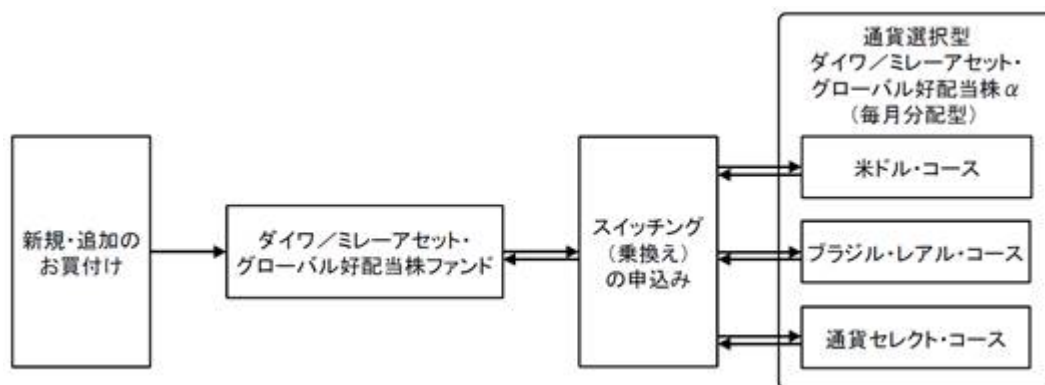 新規・追加の
お買付け
ダイワ／ミレーアセット・
グローバル好配当株ファンド
スイッチング
(乗換え)
の申込み
通貨選択型
ダイワ／ミレーアセット・
グローバル好配当株α
(毎月分配型)
米ドル・コース
ブラジル・レアル・コース
通貨セレクト・コース